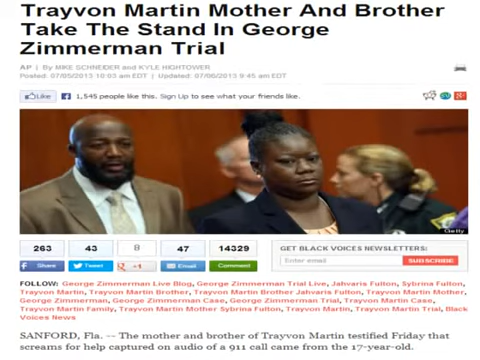 Trayvon Martin Mother And Brother
Take The Stand In George
Zimmerman Trial
AP | By MIKE SCHNEIDER and KYLE HIGHTOWER
Posted: 07/05/2013 10:03 am EDT | Updated: 07/06/2013 9:45 am EDT
Like 1,545 people like this. Sign Up to see what your friends like.
Getty
263 43 8 47 14329
Share Tweet +1 Email Comment
GET BLACK VOICES NEWSLETTERS:
Enter email SUBSCRIBE
FOLLOW: George Zimmerman Live Blog, George Zimmerman Trial Live, Jahvaris Fulton, Sybrina Fulton,
Trayvon Martin, Trayvon Martin Brother, Trayvon Martin Brother Jahvaris Fulton, Trayvon Martin Mother,
George Zimmerman, George Zimmerman Case, George Zimmerman Trial, Trayvon Martin Case,
Trayvon Martin Family, Trayvon Martin Mother Sybrina Fulton, Trayvon Martin, Trayvon Martin Trial, Black
Voices News
SANFORD, Fla. -- The mother and brother of Trayvon Martin testified Friday that
screams for help captured on audio of a 911 call came from the 17-year-old.